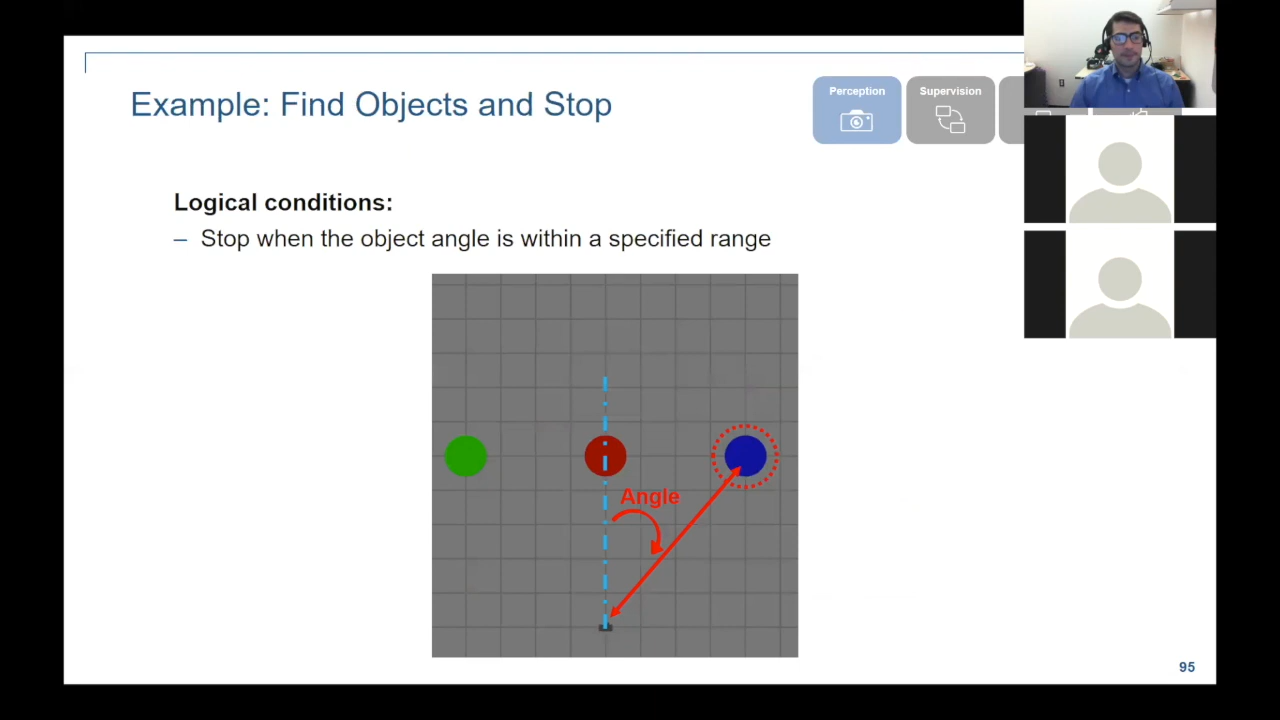 Example: Find Objects and Stop
Perception
Supervision
Logical conditions:
– Stop when the object angle is within a specified range
Angle
95